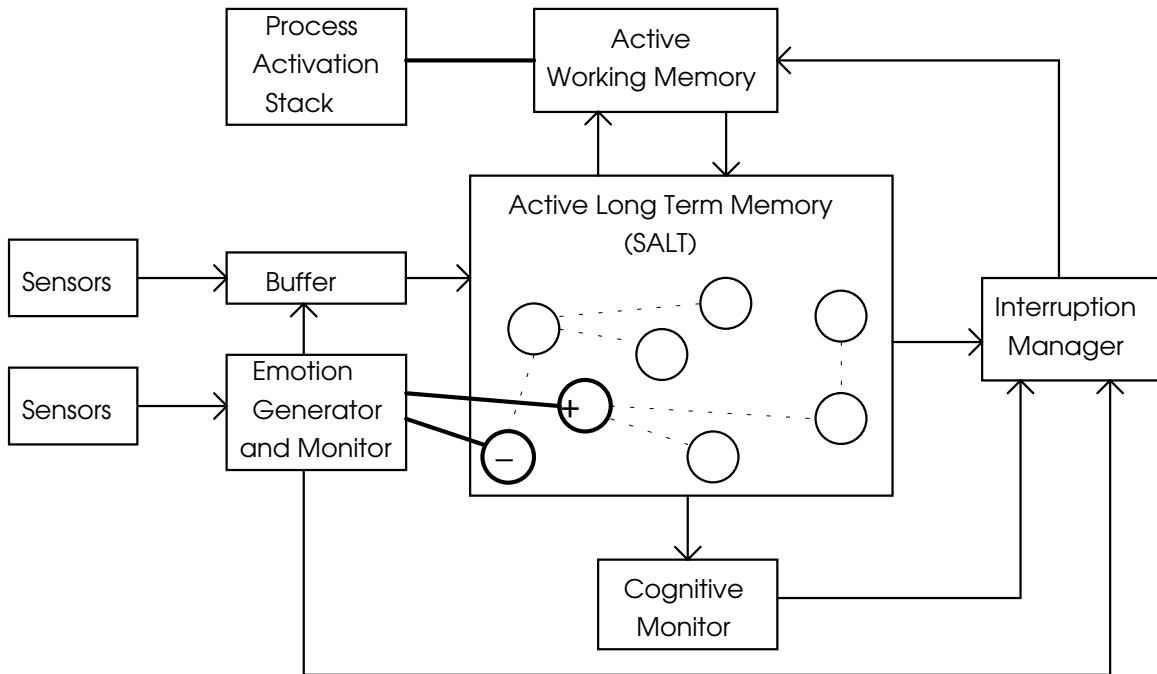 Process
Activation
Stack
Active
Working Memory
Active Long Term Memory
(SALT)
Sensors
Buffer
Interruption
Manager
Sensors
Emotion
Generator
and Monitor
+
−
Cognitive
Monitor